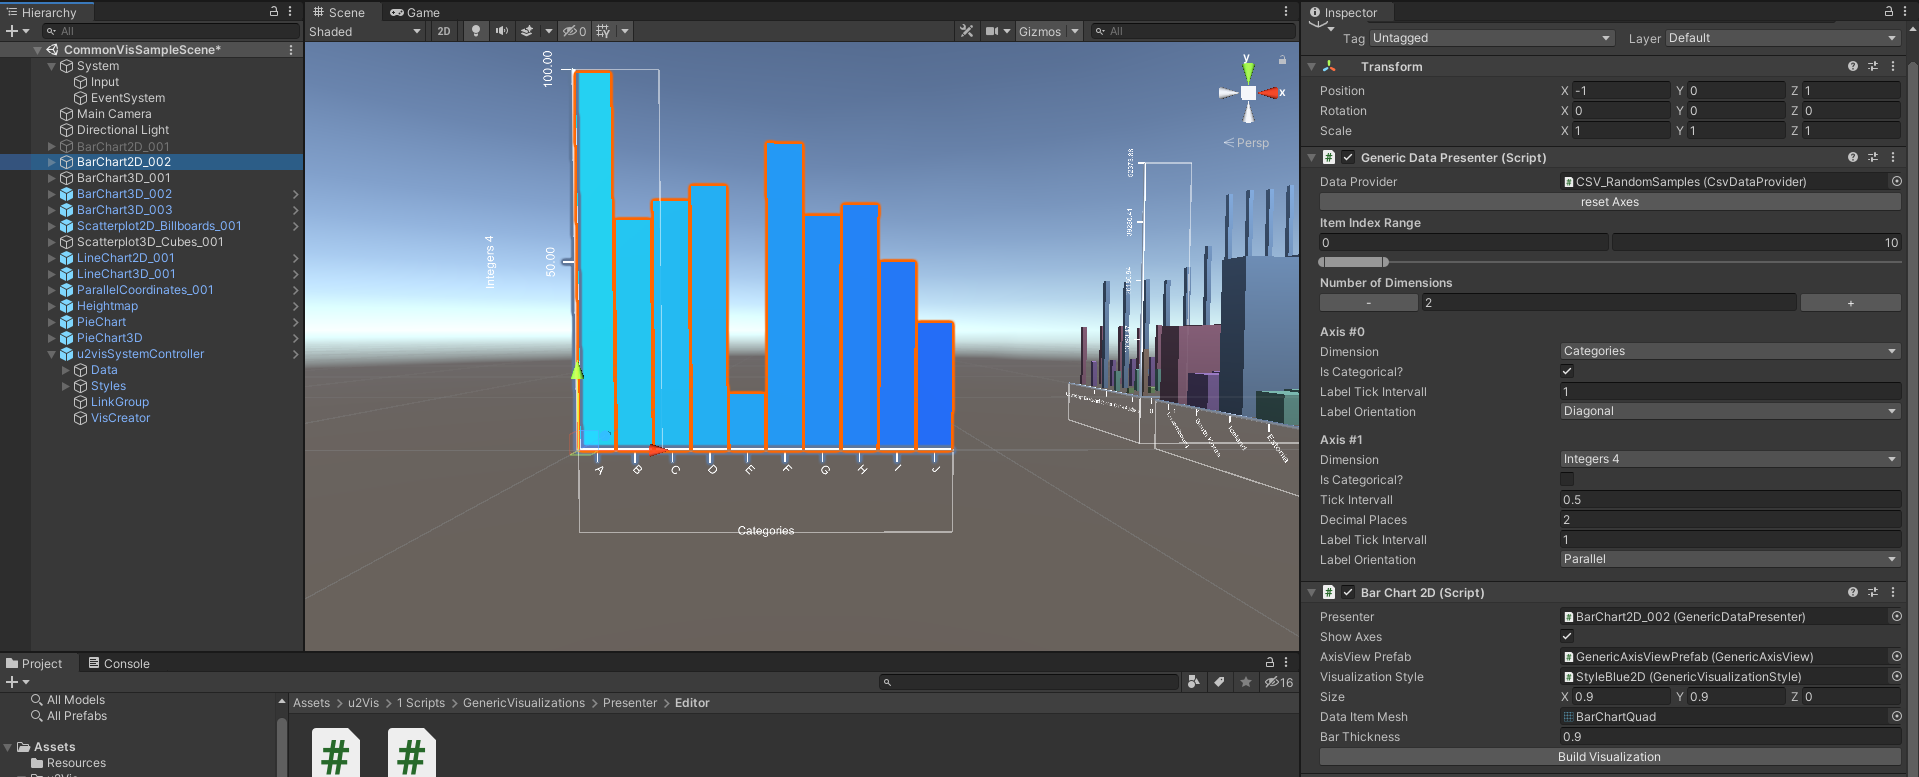 Hierarchy
All
CommonVisSampleScene*
System
Input
EventSystem
Main Camera
Directional Light
BarChart2D_001
BarChart2D_002
BarChart3D_001
BarChart3D_002
BarChart3D_003
Scatterplot2D_Billboards_001
Scatterplot3D_Cubes_001
LineChart2D_001
LineChart3D_001
ParallelCoordinates_001
Heightmap
PieChart
PieChart3D
u2visSystemController
Data
Styles
LinkGroup
VisCreator
Scene
Game
Shaded
2D
0
Gizmos
All
y
x
Persp
100.00
50.00
Integers 4
A B C D E F G H I J
Categories
Iceland
Estonia
Inspector
Tag Untagged Layer Default
Transform
Position X -1 Y 0 Z 1
Rotation X 0 Y 0 Z 0
Scale X 1 Y 1 Z 1
# Generic Data Presenter (Script)
Data Provider CSV_RandomSamples (CsvDataProvider)
reset Axes
Item Index Range
0 10
Number of Dimensions
- 2 +
Axis #0
Dimension Categories
Is Categorical?
Label Tick Intervall 1
Label Orientation Diagonal
Axis #1
Dimension Integers 4
Is Categorical?
Tick Intervall 0.5
Decimal Places 2
Label Tick Intervall 1
Label Orientation Parallel
# Bar Chart 2D (Script)
Presenter BarChart2D_002 (GenericDataPresenter)
Show Axes
AxisView Prefab GenericAxisViewPrefab (GenericAxisView)
Visualization Style StyleBlue2D (GenericVisualizationStyle)
Size X 0.9 Y 0.9 Z 0
Data Item Mesh BarChartQuad
Bar Thickness 0.9
Build Visualization
Project
Console
16
All Models
All Prefabs
Assets
Resources
Assets > u2Vis > 1 Scripts > GenericVisualizations > Presenter > Editor
# #